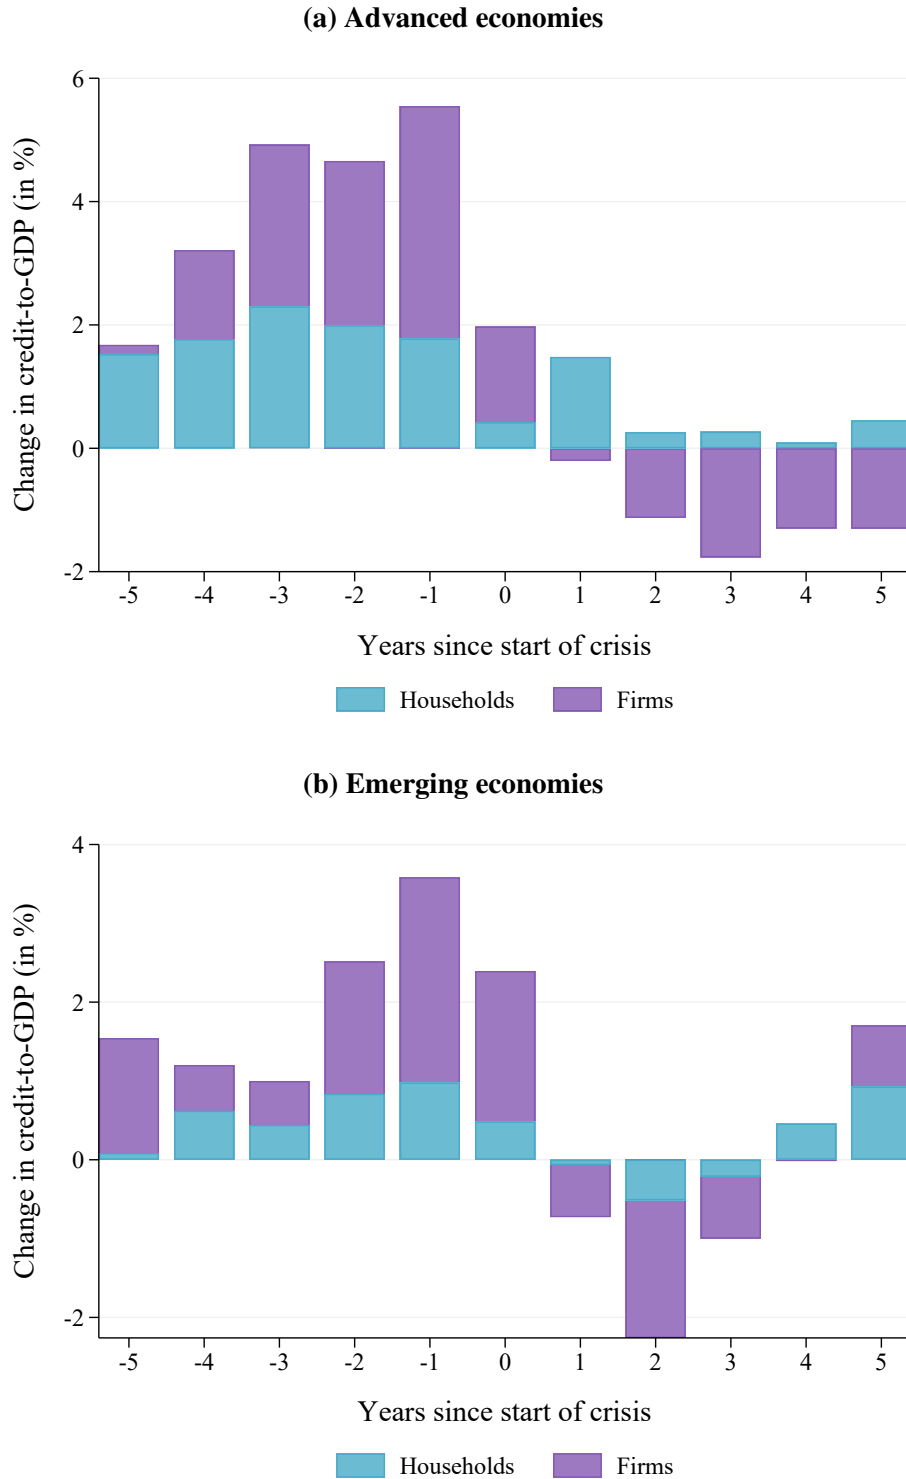 (a) Advanced economies
Change in credit-to-GDP (in %)
6
4
2
0
-2
-5 -4 -3 -2 -1 0 1 2 3 4 5
Years since start of crisis
Households Firms
(b) Emerging economies
Change in credit-to-GDP (in %)
4
2
0
-2
-5 -4 -3 -2 -1 0 1 2 3 4 5
Years since start of crisis
Households Firms